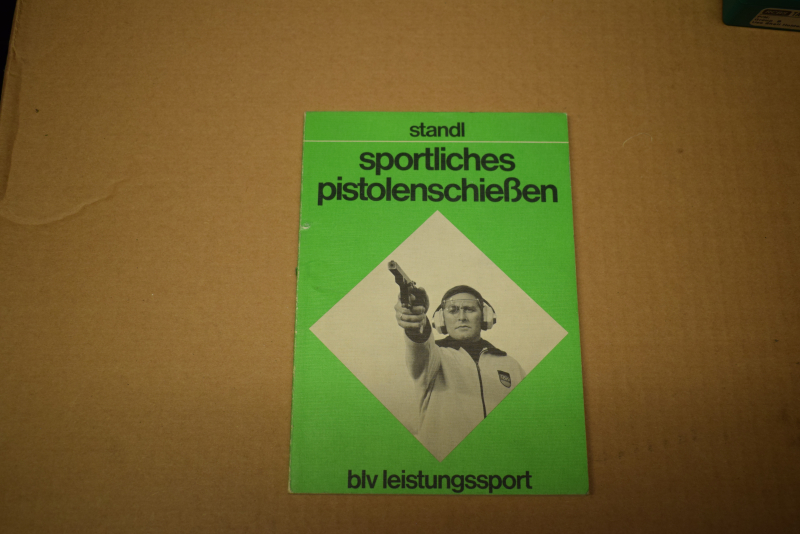 standl
sportliches
pistolenschießen
blv leistungssport